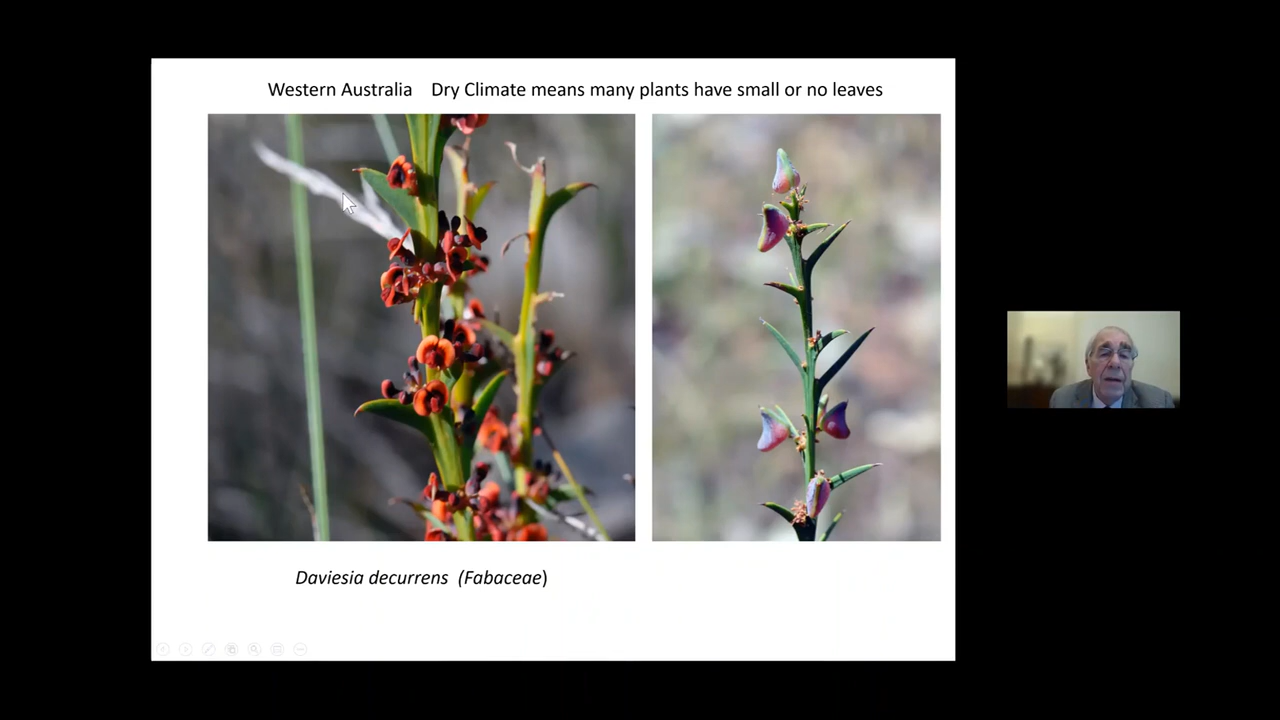 Western Australia Dry Climate means many plants have small or no leaves
Daviesia decurrens (Fabaceae)